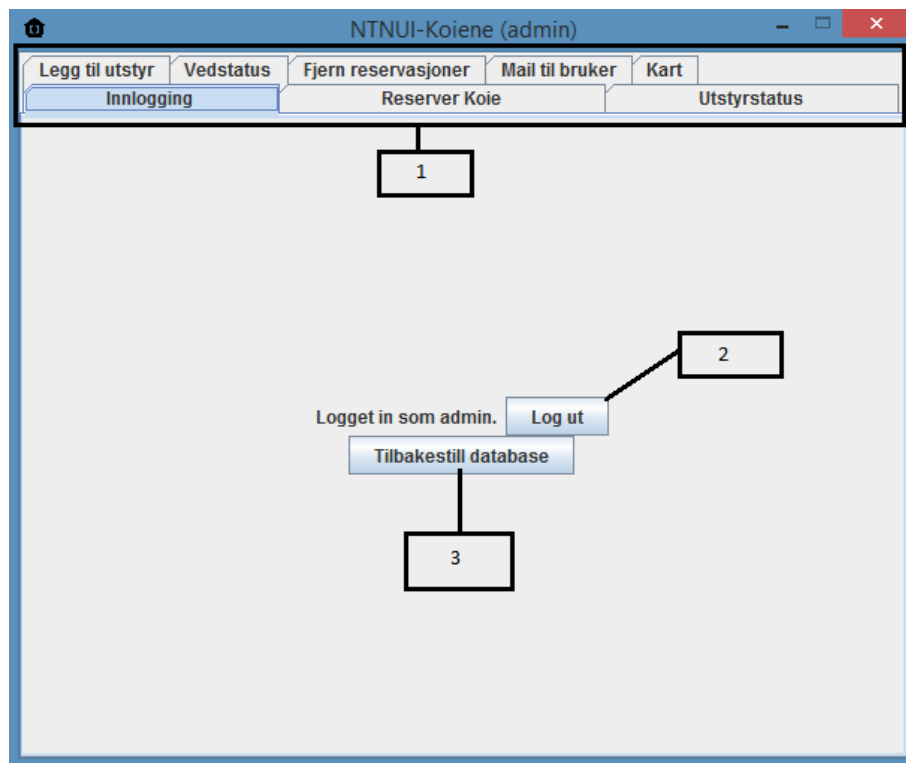 NTNUI-Koiene (admin)
Legg til utstyr Vedstatus Fjern reservasjoner Mail til bruker Kart
Innlogging Reserver Koie Utstyrstatus
1
2
Logget in som admin. Log ut
Tilbakestill database
3